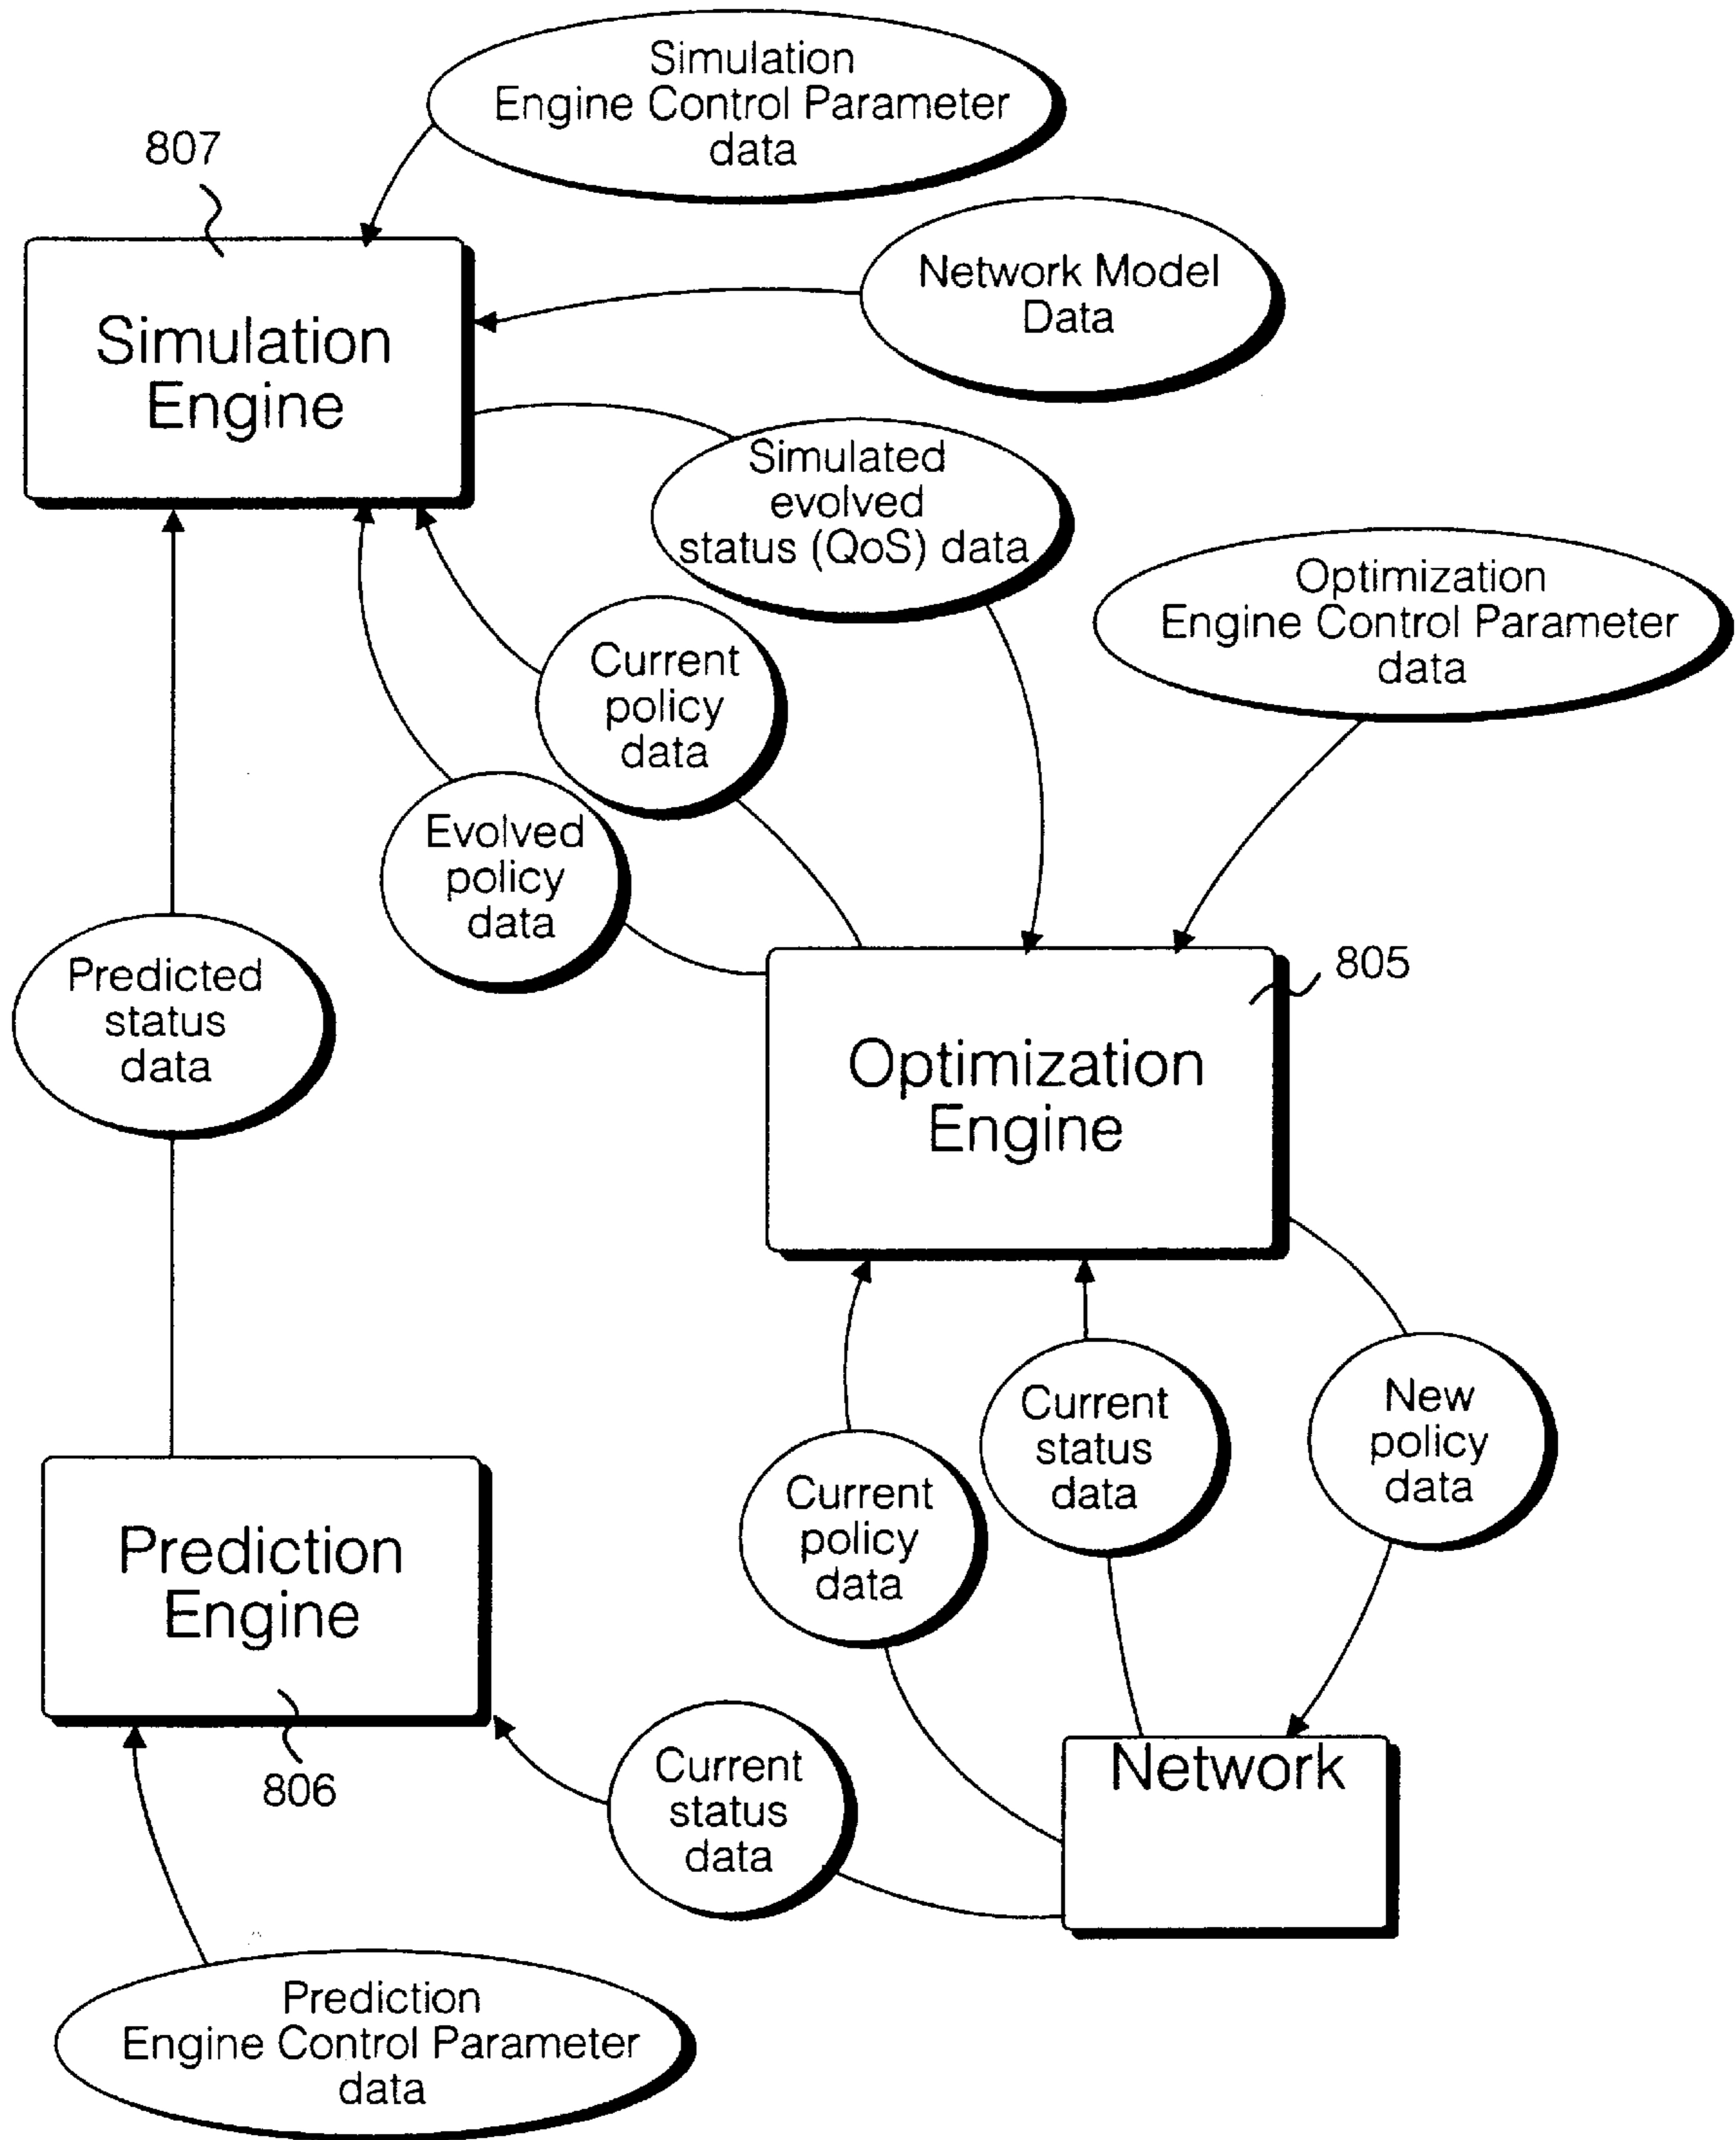 Simulation
Engine Control Parameter
data
807
Network Model
Data
Simulation
Engine
Simulated
evolved
status (QoS) data
Optimization
Engine Control Parameter
data
Current
policy
data
Evolved
policy
data
Predicted
status
data
805
Optimization
Engine
Current
status
data
New
policy
data
Current
policy
data
Prediction
Engine
806
Current
status
data
Network
Prediction
Engine Control Parameter
data